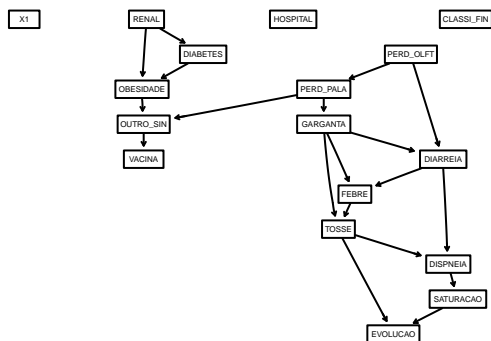 X1
RENAL
HOSPITAL
CLASSI_FIN
DIABETES
PERD_OLFT
OBESIDADE
PERD_PALA
OUTRO_SIN
GARGANTA
VACINA
DIARREIA
FEBRE
TOSSE
DISPNEIA
SATURACAO
EVOLUCAO